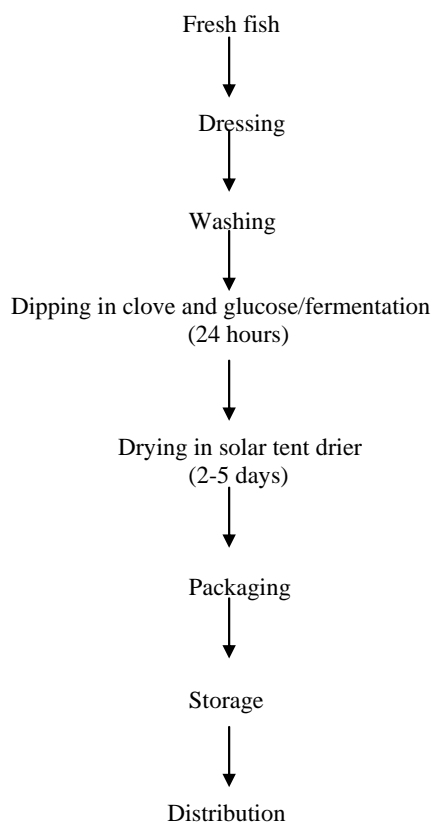 Fresh fish
Dressing
Washing
Dipping in clove and glucose/fermentation
(24 hours)
Drying in solar tent drier
(2-5 days)
Packaging
Storage
Distribution